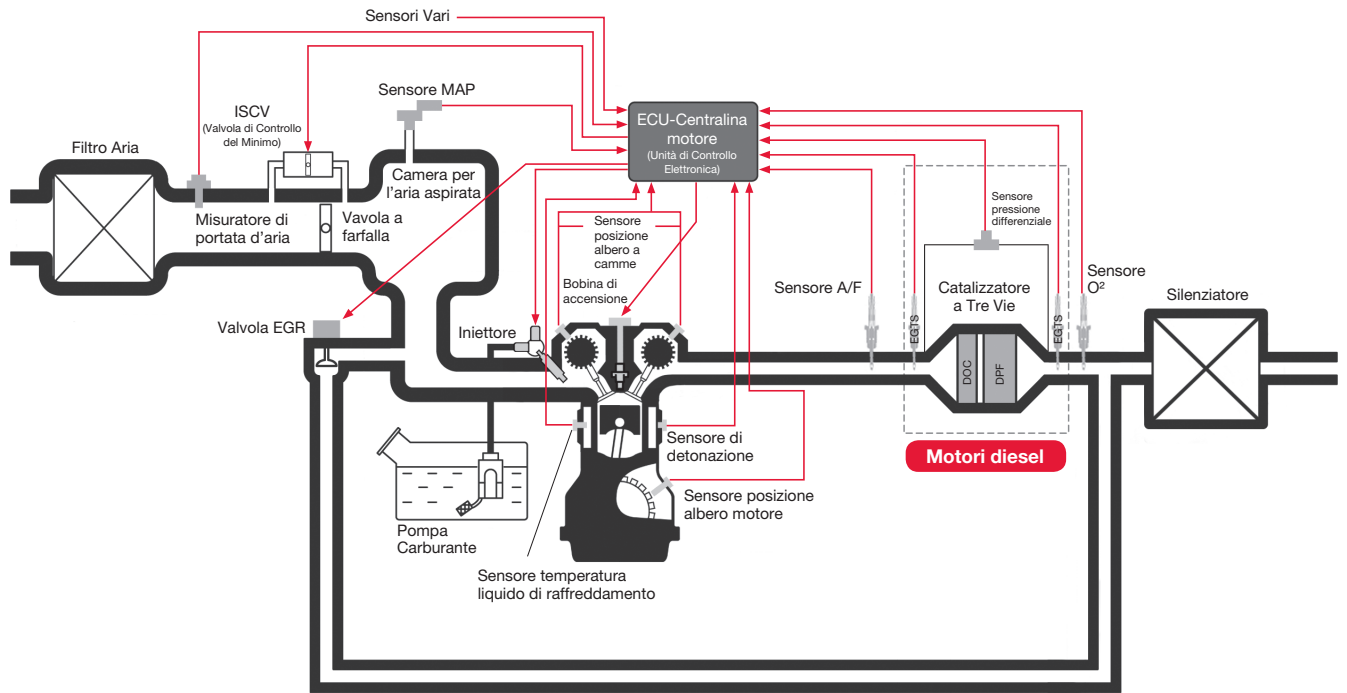 Sensori Vari
Sensore MAP
ISCV
(Valvola di Controllo
del Minimo)
ECU-Centralina
motore
(Unità di Controllo
Elettronica)
Filtro Aria
Camera per
l'aria aspirata
Misuratore di
portata d'aria
Vavola a
farfalla
Sensore
posizione
albero a
camme
Sensore
pressione
differenziale
Bobina di
accensione
Sensore A/F
Catalizzatore
a Tre Vie
Sensore
O²
Silenziatore
Valvola EGR
Iniettore
EGTS
EGTS
DOC
DPF
Sensore di
detonazione
Motori diesel
Sensore posizione
albero motore
Pompa
Carburante
Sensore temperatura
liquido di raffreddamento